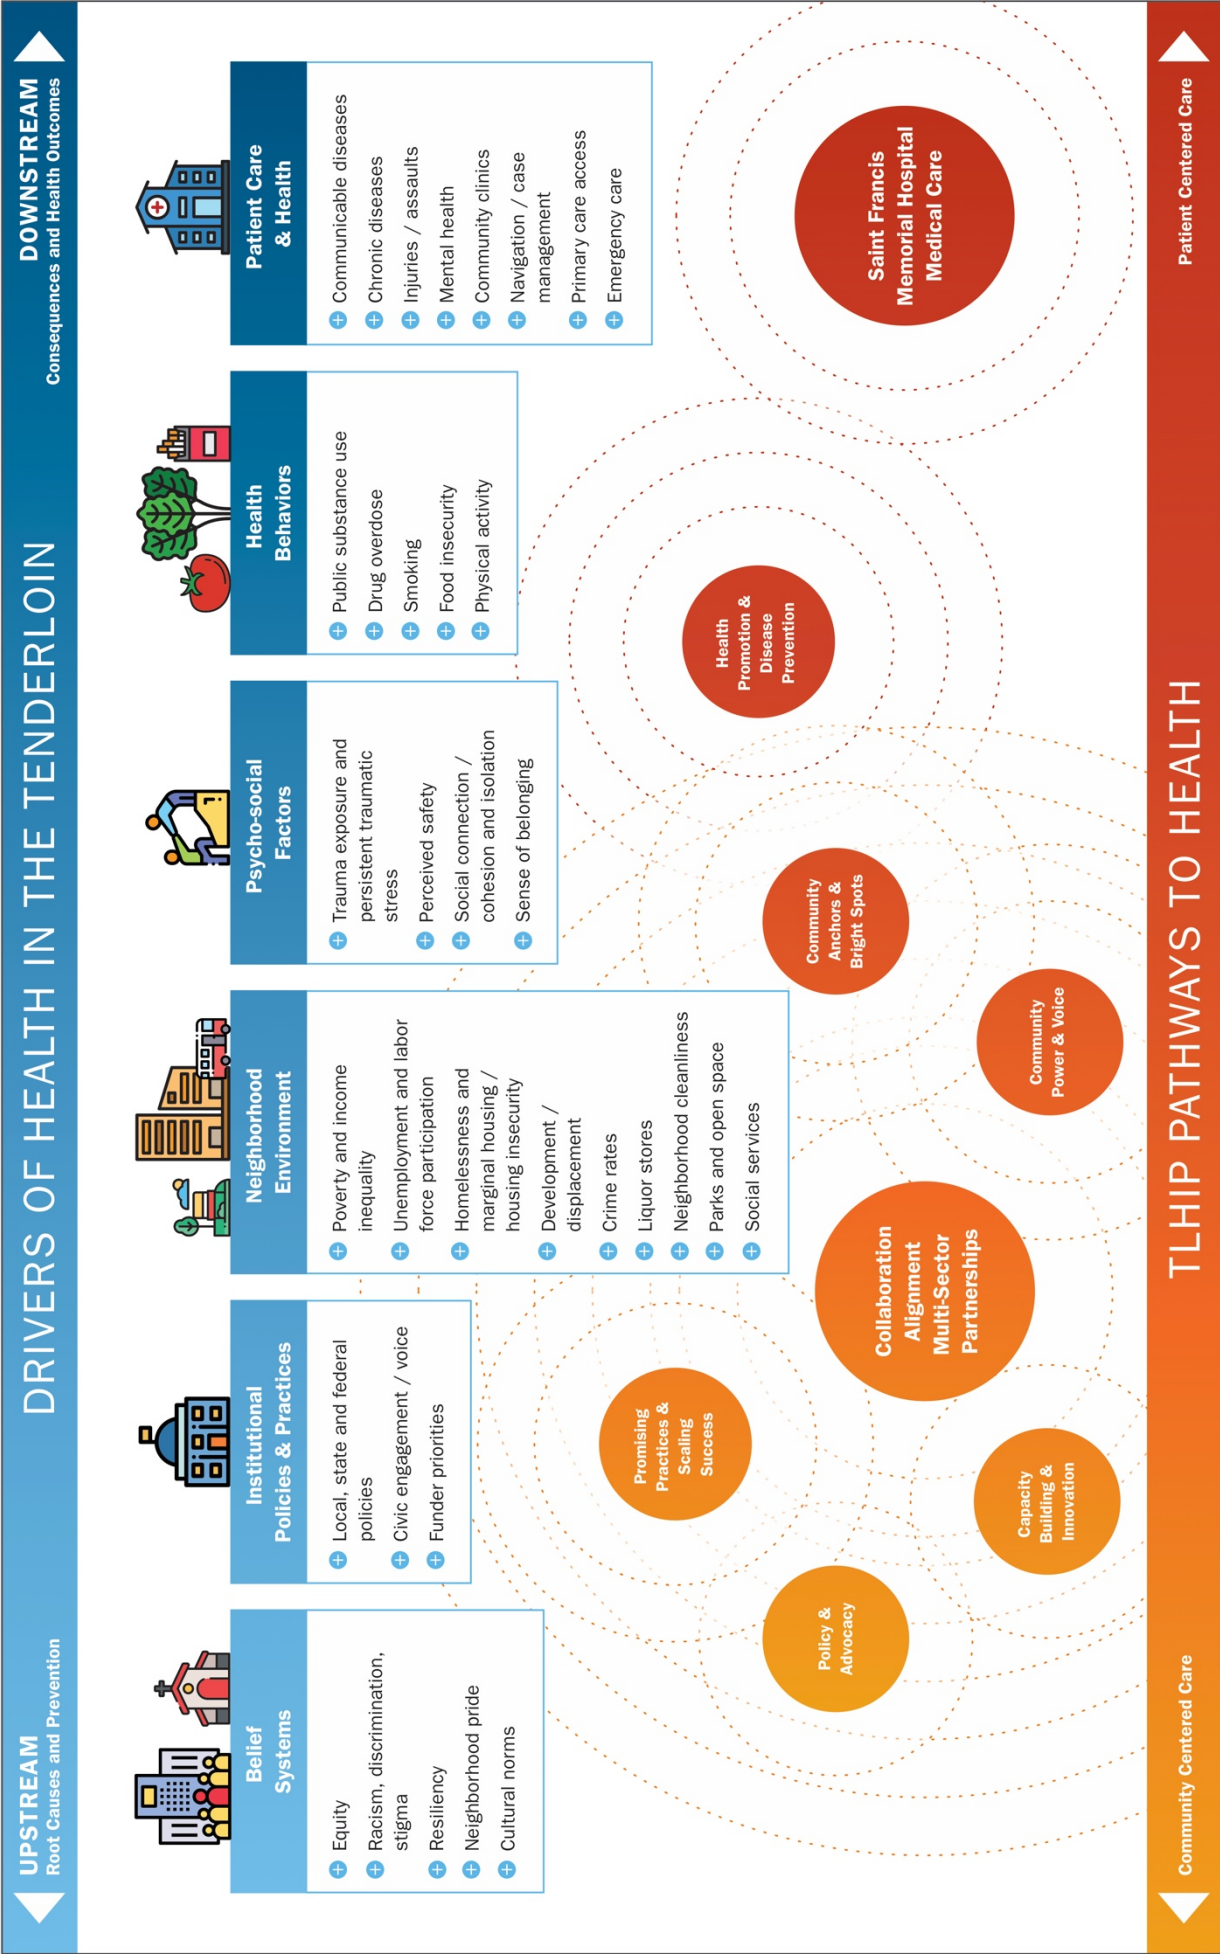 UPSTREAM
Root Causes and Prevention
DRIVERS OF HEALTH IN THE TENDERLOIN
DOWNSTREAM
Consequences and Health Outcomes
Belief
Systems
Equity
Racism, discrimination,
stigma
Resiliency
Neighborhood pride
Cultural norms
Institutional
Policies & Practices
Local, state and federal
policies
Civic engagement / voice
Funder priorities
Neighborhood
Environment
Poverty and income
inequality
Unemployment and labor
force participation
Homelessness and
marginal housing /
housing insecurity
Development /
displacement
Crime rates
Liquor stores
Neighborhood cleanliness
Parks and open space
Social services
Psycho-social
Factors
Trauma exposure and
persistent traumatic
stress
Perceived safety
Social connection /
cohesion and isolation
Sense of belonging
Health
Behaviors
Public substance use
Drug overdose
Smoking
Food insecurity
Physical activity
Patient Care
& Health
Communicable diseases
Chronic diseases
Injuries / assaults
Mental health
Community clinics
Navigation / case
management
Primary care access
Emergency care
Policy &
Advocacy
Promising
Practices &
Scaling
Success
Capacity
Building &
Innovation
Collaboration
Alignment
Multi-Sector
Partnerships
Community
Power & Voice
Community
Anchors &
Bright Spots
Health
Promotion &
Disease
Prevention
Saint Francis
Memorial Hospital
Medical Care
Community Centered Care
TLHIP PATHWAYS TO HEALTH
Patient Centered Care